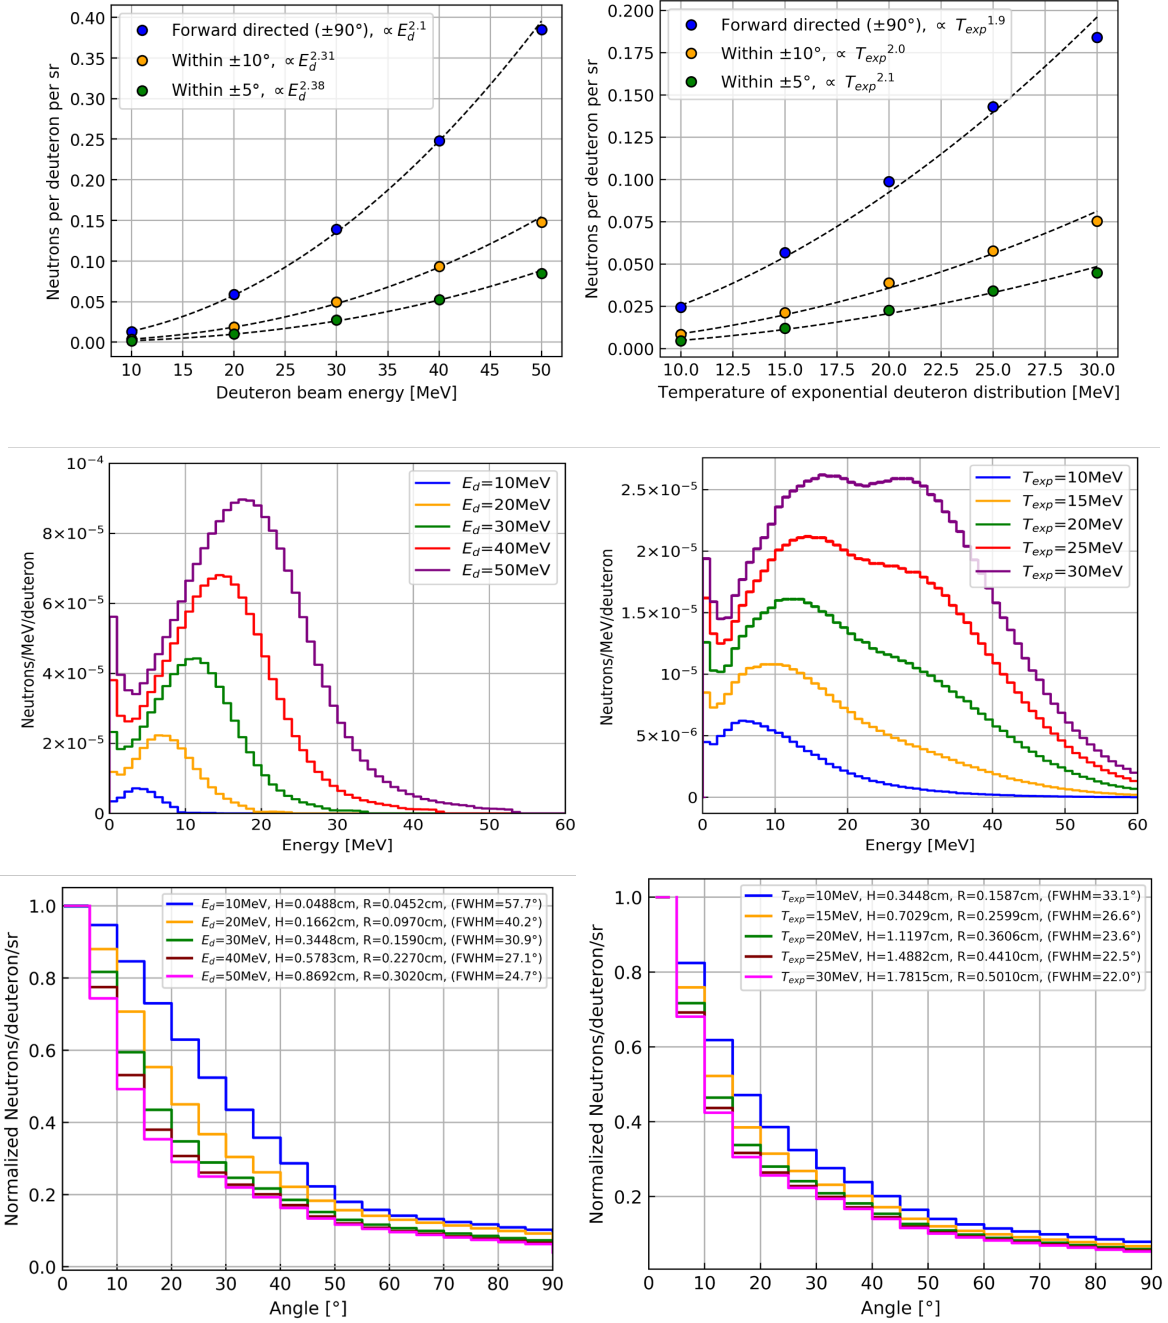 Neutrons per deuteron per sr
0.40
0.35
0.30
0.25
0.20
0.15
0.10
0.05
0.00
Forward directed (±90°), ∝ E_d^2.1
Within ±10°, ∝ E_d^2.31
Within ±5°, ∝ E_d^2.38
10 15 20 25 30 35 40 45 50
Deuteron beam energy [MeV]
Neutrons per deuteron per sr
0.200
0.175
0.150
0.125
0.100
0.075
0.050
0.025
0.000
Forward directed (±90°), ∝ T_exp^1.9
Within ±10°, ∝ T_exp^2.0
Within ±5°, ∝ T_exp^2.1
10.0 12.5 15.0 17.5 20.0 22.5 25.0 27.5 30.0
Temperature of exponential deuteron distribution [MeV]
Neutrons/MeV/deuteron
10^-4
8×10^-5
6×10^-5
4×10^-5
2×10^-5
0
E_d=10MeV
E_d=20MeV
E_d=30MeV
E_d=40MeV
E_d=50MeV
0 10 20 30 40 50 60
Energy [MeV]
Neutrons/MeV/deuteron
2.5×10^-5
2×10^-5
1.5×10^-5
10^-5
5×10^-6
0
T_exp=10MeV
T_exp=15MeV
T_exp=20MeV
T_exp=25MeV
T_exp=30MeV
0 10 20 30 40 50 60
Energy [MeV]
Normalized Neutrons/deuteron/sr
1.0
0.8
0.6
0.4
0.2
0.0
E_d=10MeV, H=0.0488cm, R=0.0452cm, (FWHM=57.7°)
E_d=20MeV, H=0.1662cm, R=0.0970cm, (FWHM=40.2°)
E_d=30MeV, H=0.3448cm, R=0.1590cm, (FWHM=30.9°)
E_d=40MeV, H=0.5783cm, R=0.2270cm, (FWHM=27.1°)
E_d=50MeV, H=0.8692cm, R=0.3020cm, (FWHM=24.7°)
0 10 20 30 40 50 60 70 80 90
Angle [°]
Normalized Neutrons/deuteron/sr
1.0
0.8
0.6
0.4
0.2
T_exp=10MeV, H=0.3448cm, R=0.1587cm, (FWHM=33.1°)
T_exp=15MeV, H=0.7029cm, R=0.2599cm, (FWHM=26.6°)
T_exp=20MeV, H=1.1197cm, R=0.3606cm, (FWHM=23.6°)
T_exp=25MeV, H=1.4882cm, R=0.4410cm, (FWHM=22.5°)
T_exp=30MeV, H=1.7815cm, R=0.5010cm, (FWHM=22.0°)
0 10 20 30 40 50 60 70 80 90
Angle [°]